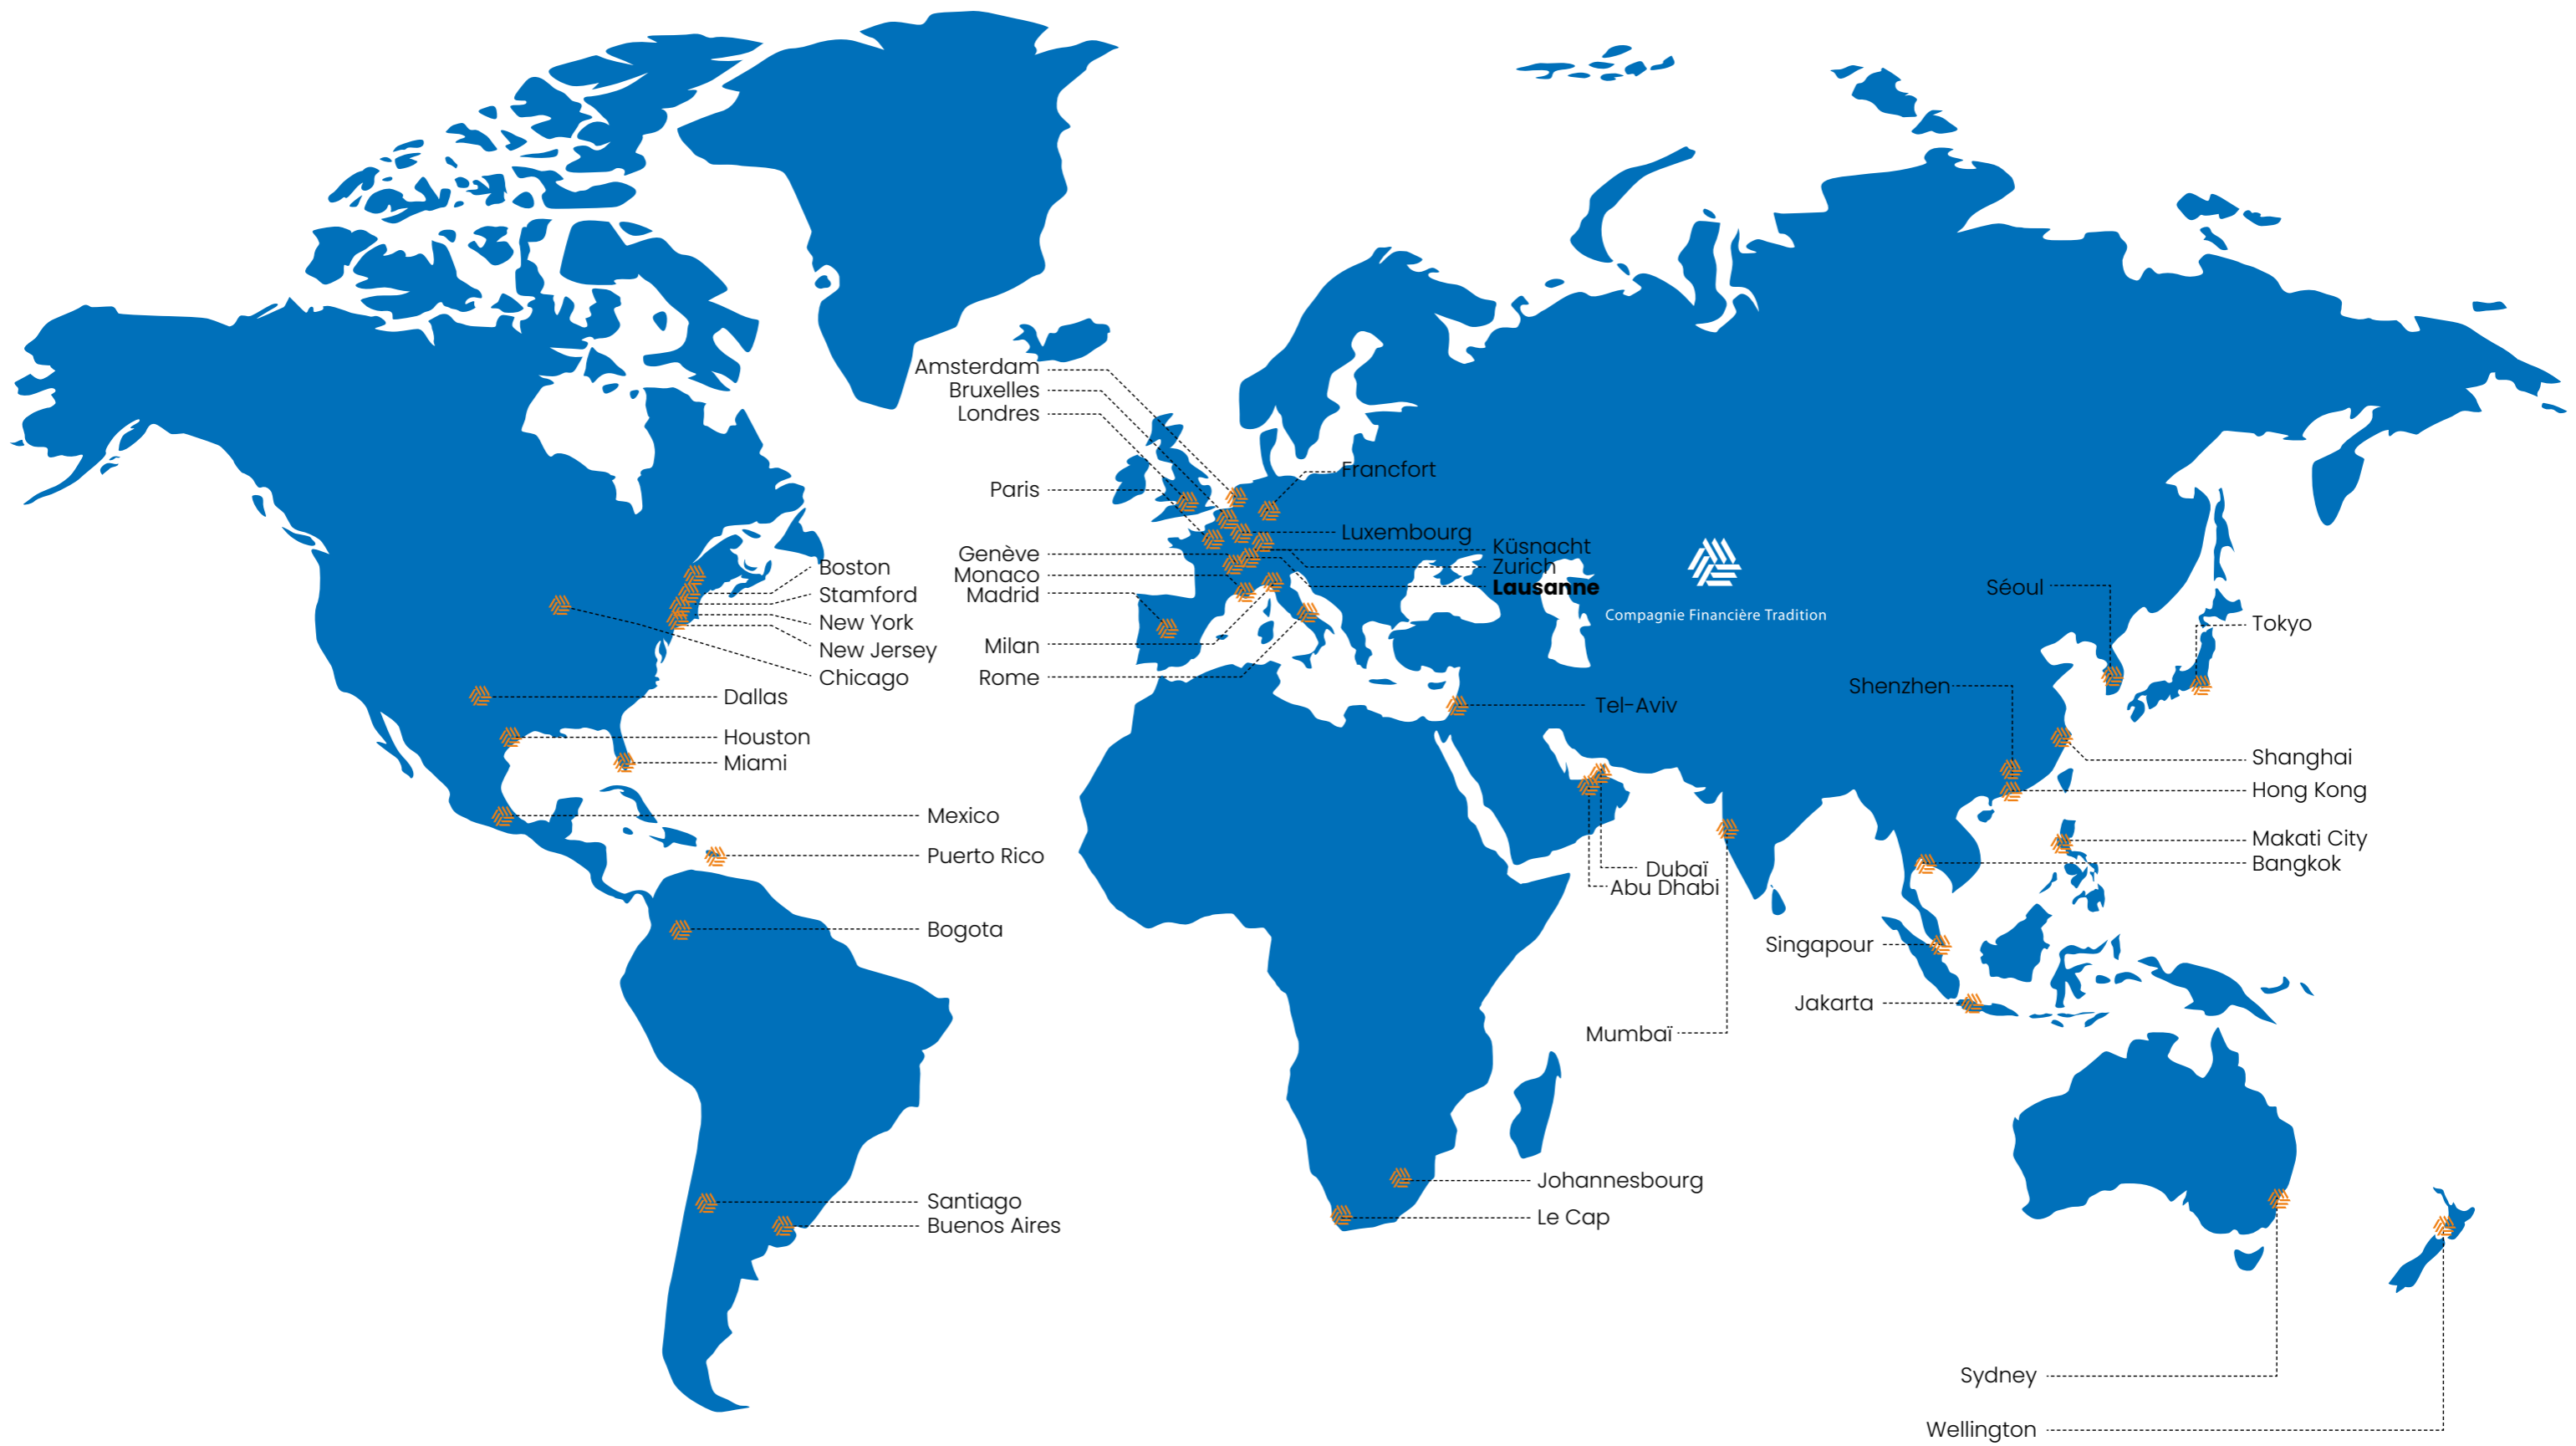 Amsterdam
Bruxelles
Londres
Francfort
Paris
Luxembourg
Küsnacht
Genève
Zurich
Monaco
Lausanne
Madrid
Milan
Rome
Compagnie Financière Tradition
Boston
Stamford
New York
New Jersey
Chicago
Dallas
Houston
Miami
Mexico
Puerto Rico
Bogota
Santiago
Buenos Aires
Tel-Aviv
Dubaï
Abu Dhabi
Mumbaï
Johannesbourg
Le Cap
Séoul
Tokyo
Shenzhen
Shanghai
Hong Kong
Makati City
Bangkok
Singapour
Jakarta
Sydney
Wellington